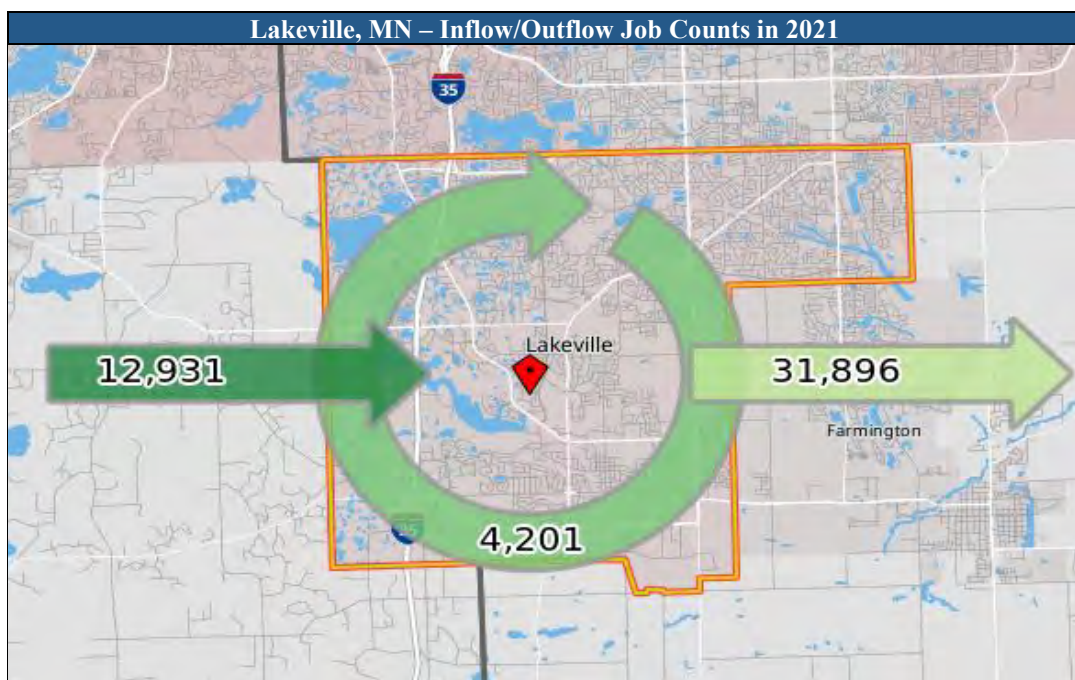 Lakeville, MN – Inflow/Outflow Job Counts in 2021
35
Lakeville
12,931
31,896
Farmington
4,201